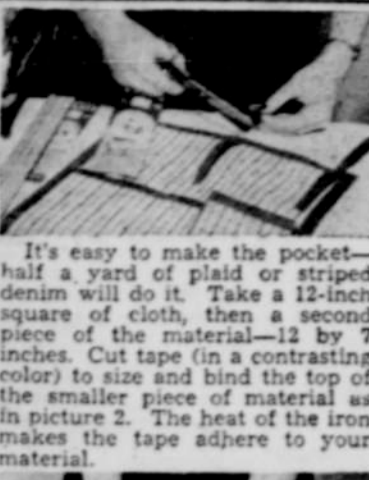 It's easy to make the pocket—
half a yard of plaid or striped
denim will do it. Take a 12-inch
square of cloth, then a second
piece of the material—12 by 7
inches. Cut tape (in a contrasting
color) to size and bind the top of
the smaller piece of material as
in picture 2. The heat of the iron
makes the tape adhere to your
material.